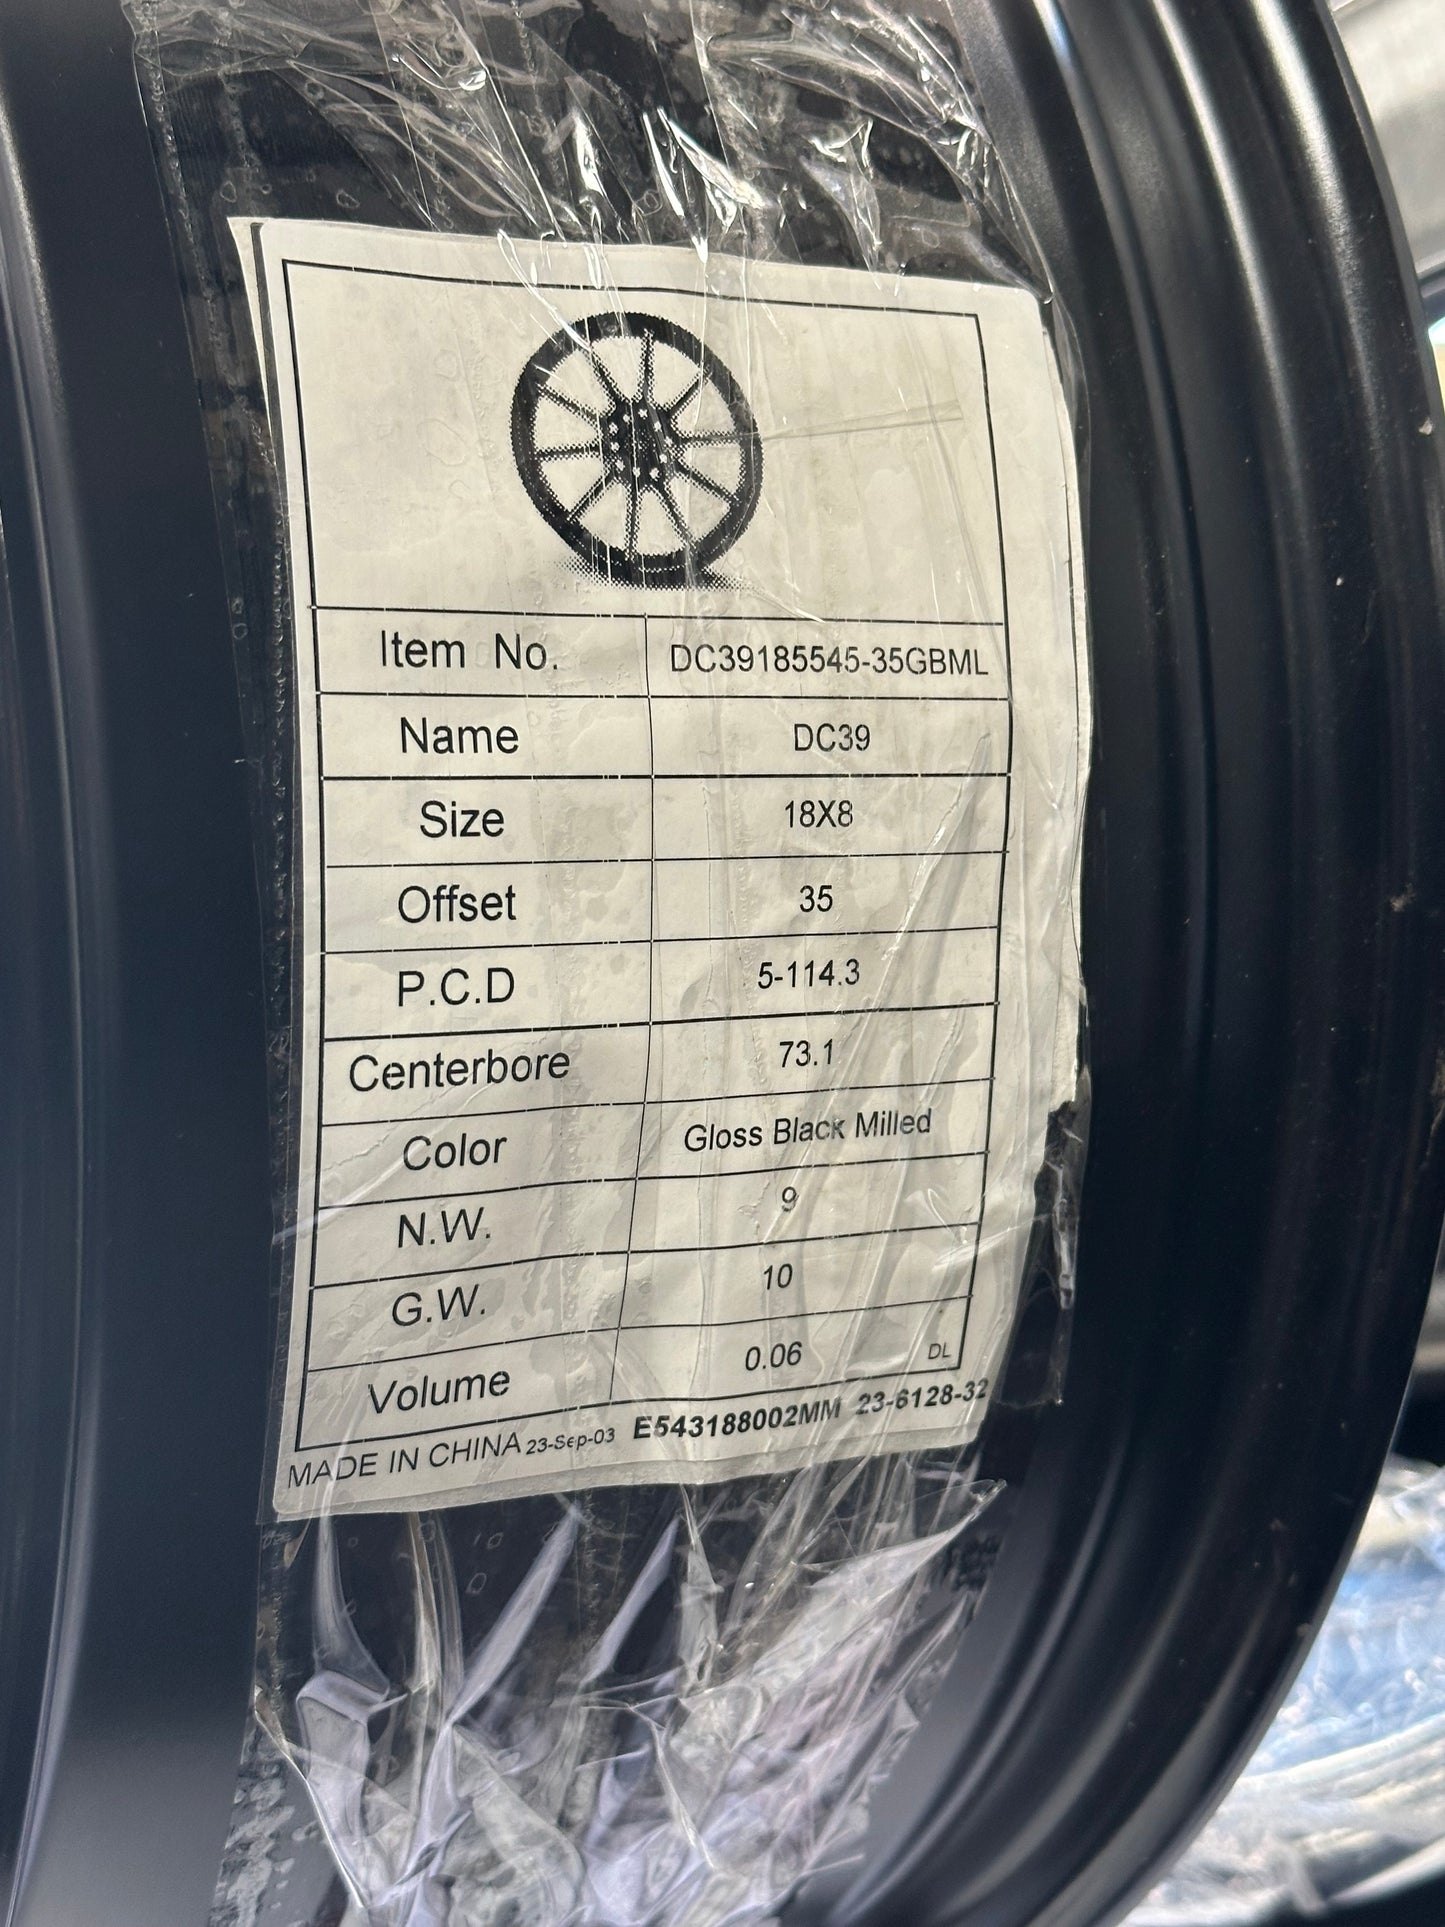 Item No. DC39185545-35GBML
Name DC39
Size 18X8
Offset 35
P.C.D 5-114.3
Centerbore 73.1
Color Gloss Black Milled
N.W. 9
G.W. 10
Volume 0.06 DL
MADE IN CHINA 23-Sep-03 E543188002MM 23-6128-32